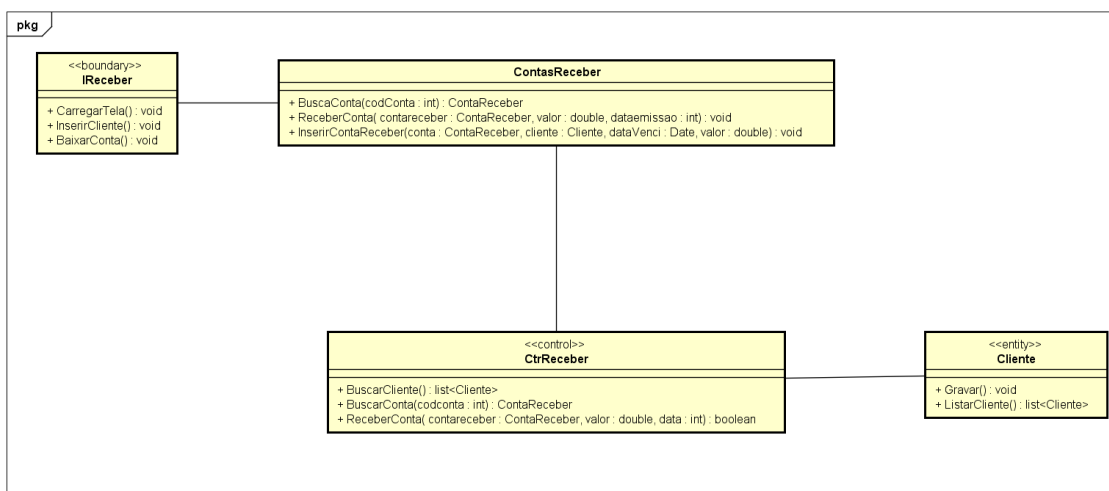 pkg
<<boundary>>
IReceber
+ CarregarTela() : void
+ InserirCliente() : void
+ BaixarConta() : void
ContasReceber
+ BuscaConta(codConta : int) : ContaReceber
+ ReceberConta( contareceber : ContaReceber, valor : double, dataemissao : int) : void
+ InserirContaReceber(conta : ContaReceber, cliente : Cliente, dataVenci : Date, valor : double) : void
<<control>>
CtrReceber
+ BuscarCliente() : list<Cliente>
+ BuscarConta(codconta : int) : ContaReceber
+ ReceberConta( contareceber : ContaReceber, valor : double, data : int) : boolean
<<entity>>
Cliente
+ Gravar() : void
+ ListarCliente() : list<Cliente>